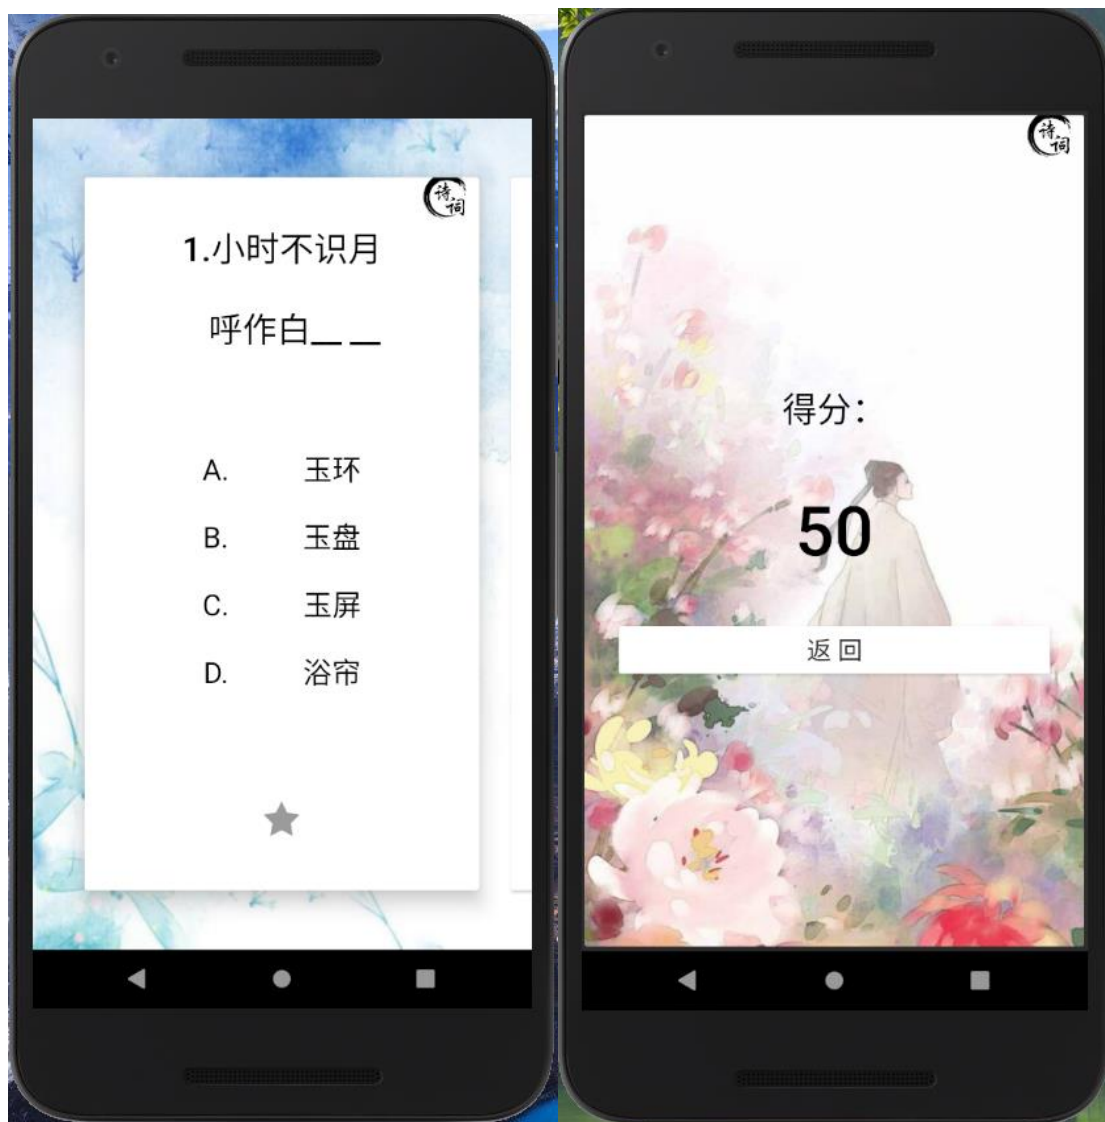 诗词
1.小时不识月
呼作白__ __
A. 玉环
B. 玉盘
C. 玉屏
D. 浴帘
诗词
得分：
50
返回